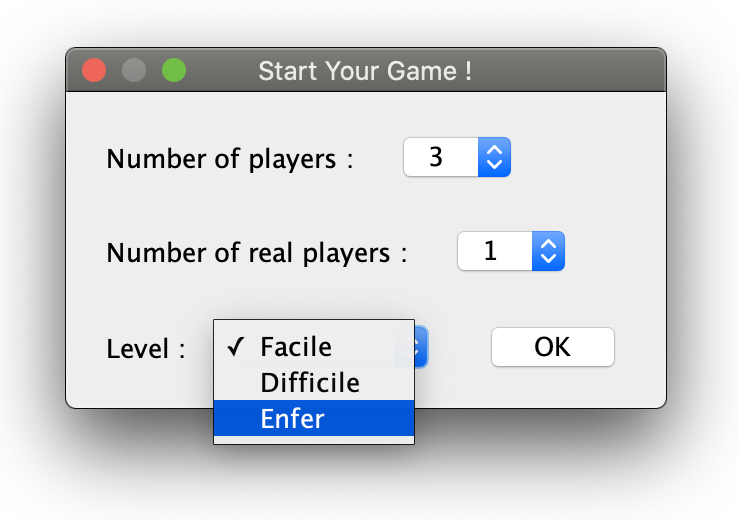 Start Your Game !
Number of players : 3
Number of real players : 1
Level : ✓ Facile OK
Difficile
Enfer